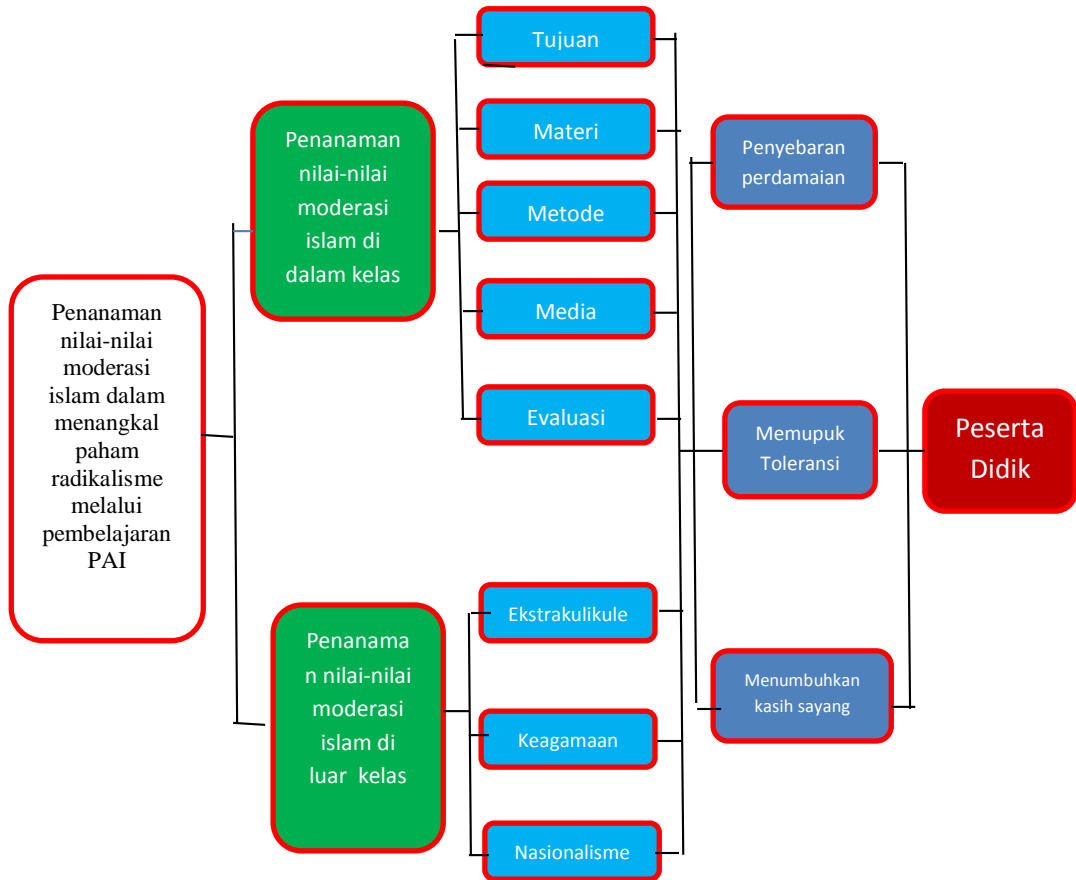 Penanaman
nilai-nilai
moderasi
islam dalam
menangkal
paham
radikalisme
melalui
pembelajaran
PAI
Penanaman
nilai-nilai
moderasi
islam di
dalam kelas
Penanama
n nilai-nilai
moderasi
islam di
luar kelas
Tujuan
Materi
Metode
Media
Evaluasi
Ekstrakulikule
Keagamaan
Nasionalisme
Penyebaran
perdamaian
Memupuk
Toleransi
Menumbuhkan
kasih sayang
Peserta
Didik